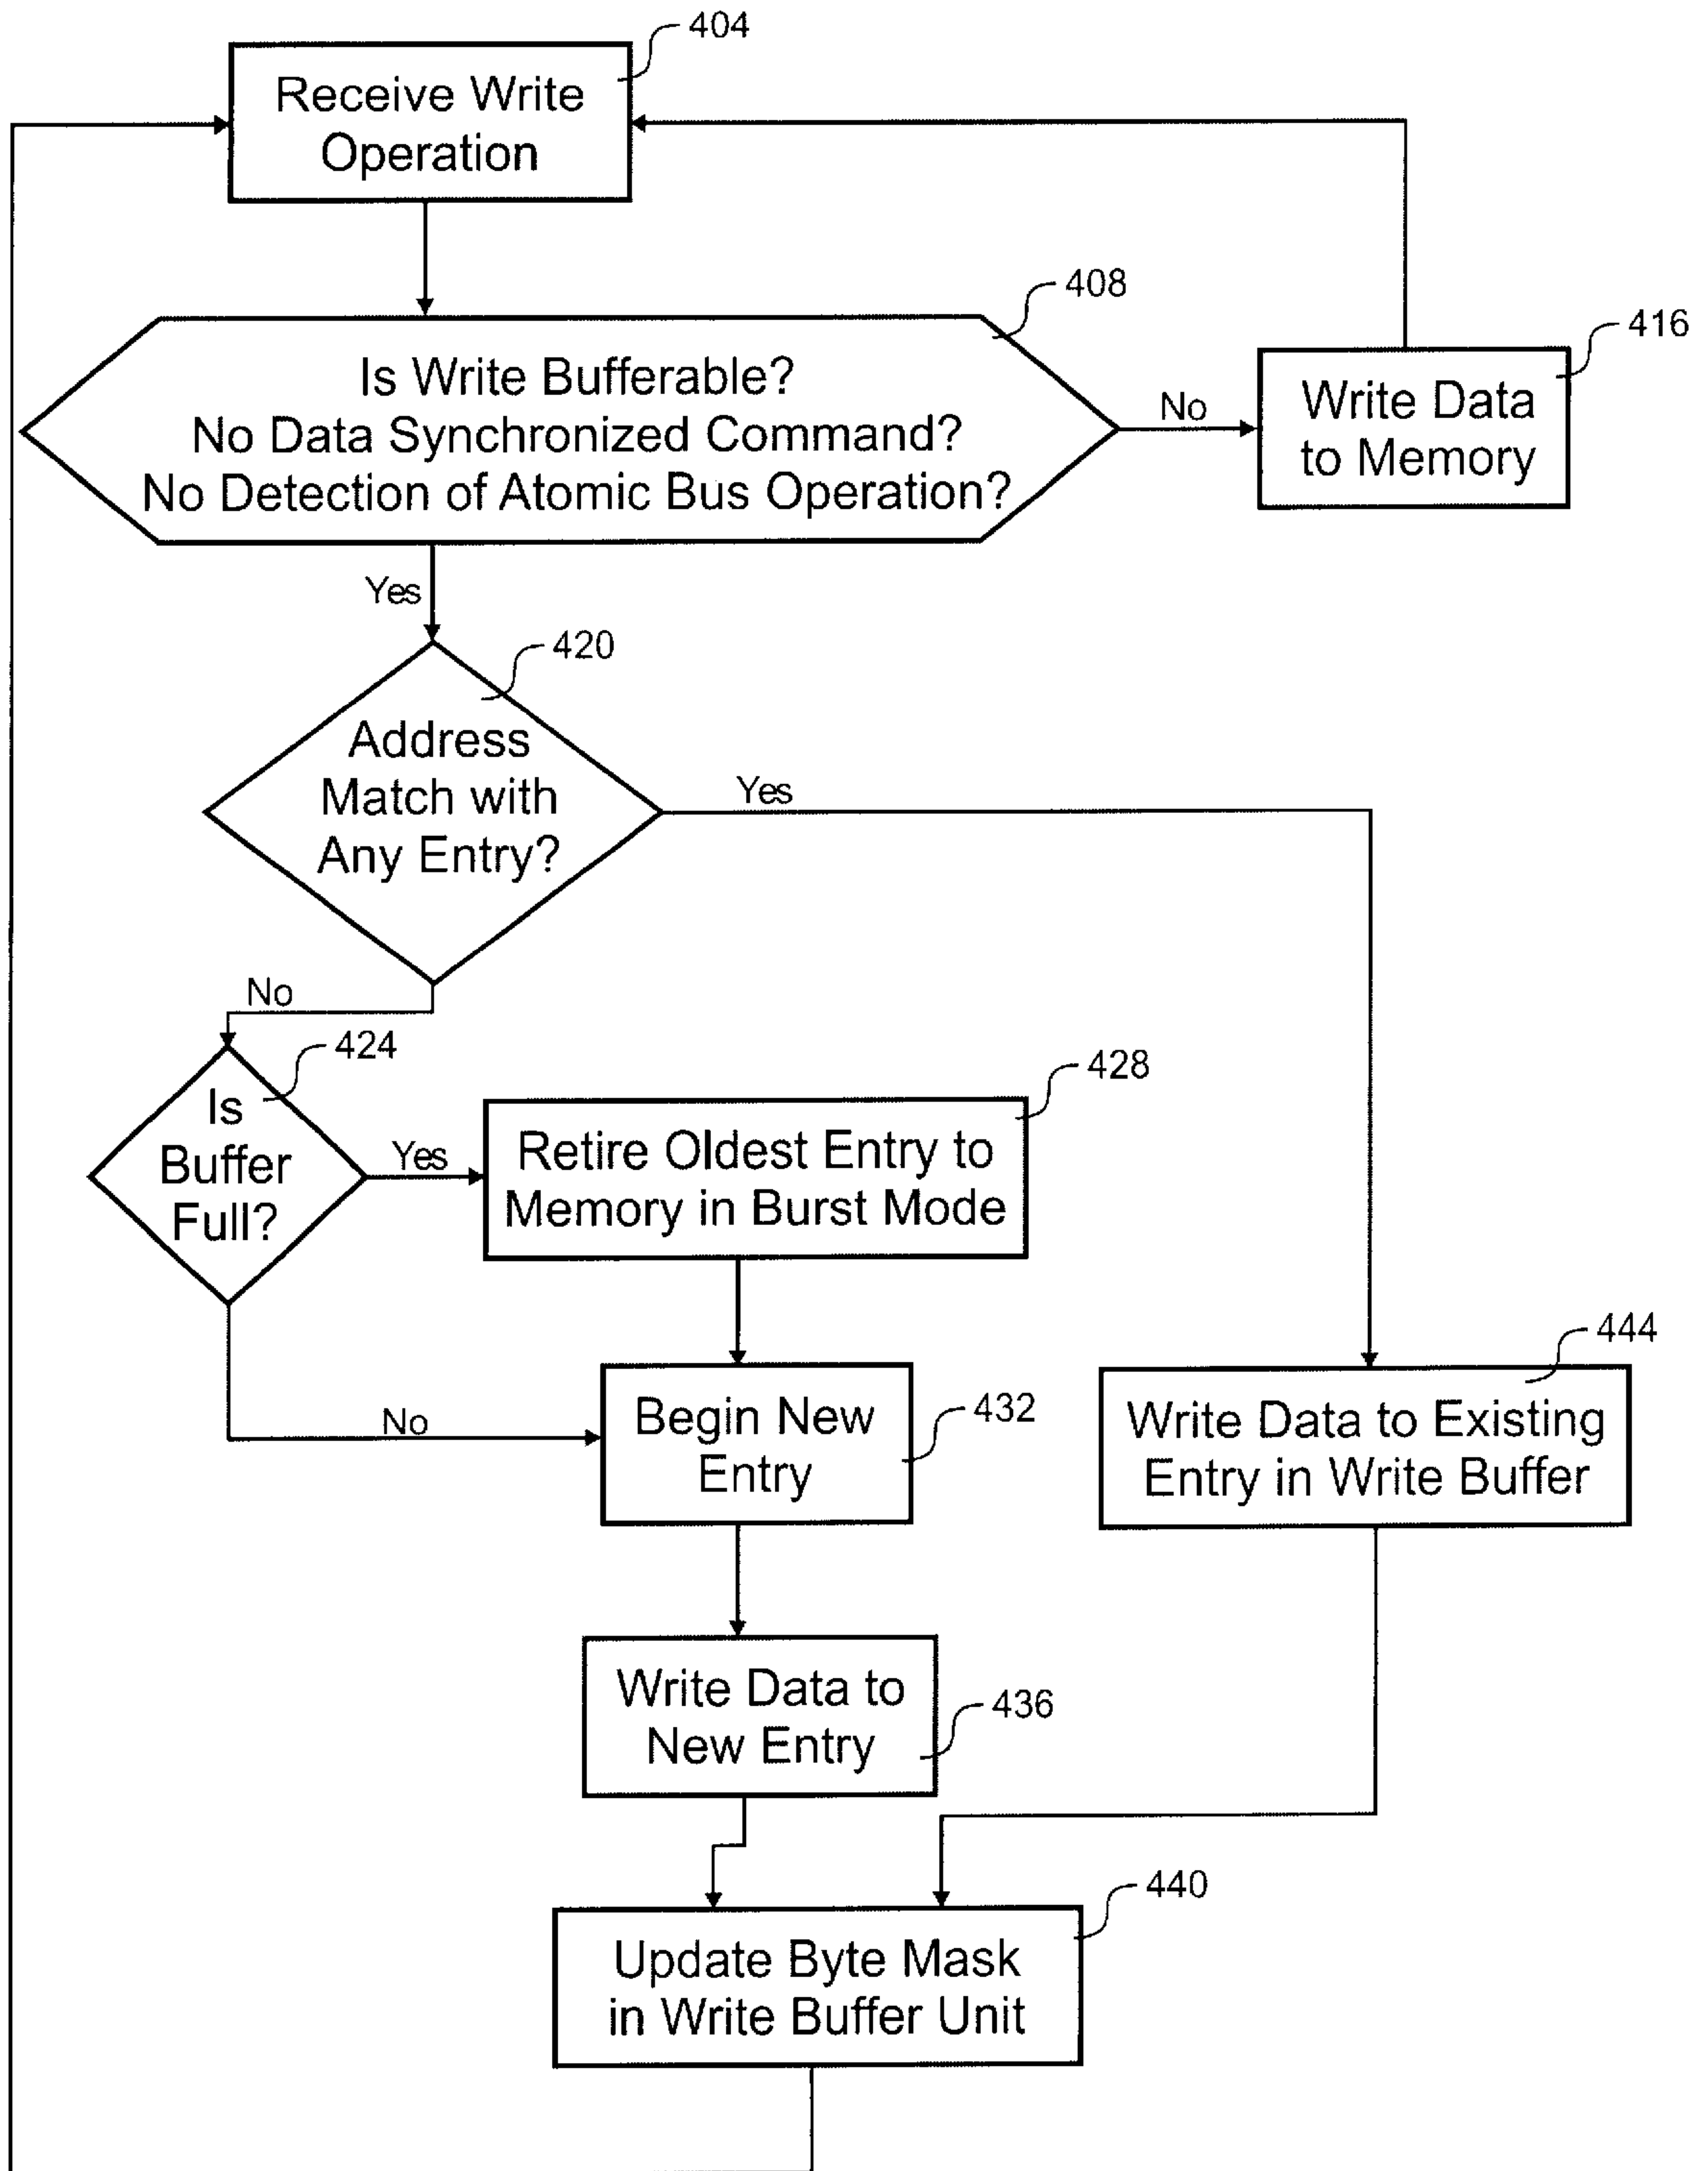 404
Receive Write
Operation
408
Is Write Bufferable?
No Data Synchronized Command?
No Detection of Atomic Bus Operation?
No
416
Write Data
to Memory
Yes
420
Address
Match with
Any Entry?
Yes
No
424
Is
Buffer
Full?
Yes
428
Retire Oldest Entry to
Memory in Burst Mode
No
432
Begin New
Entry
444
Write Data to Existing
Entry in Write Buffer
436
Write Data to
New Entry
440
Update Byte Mask
in Write Buffer Unit